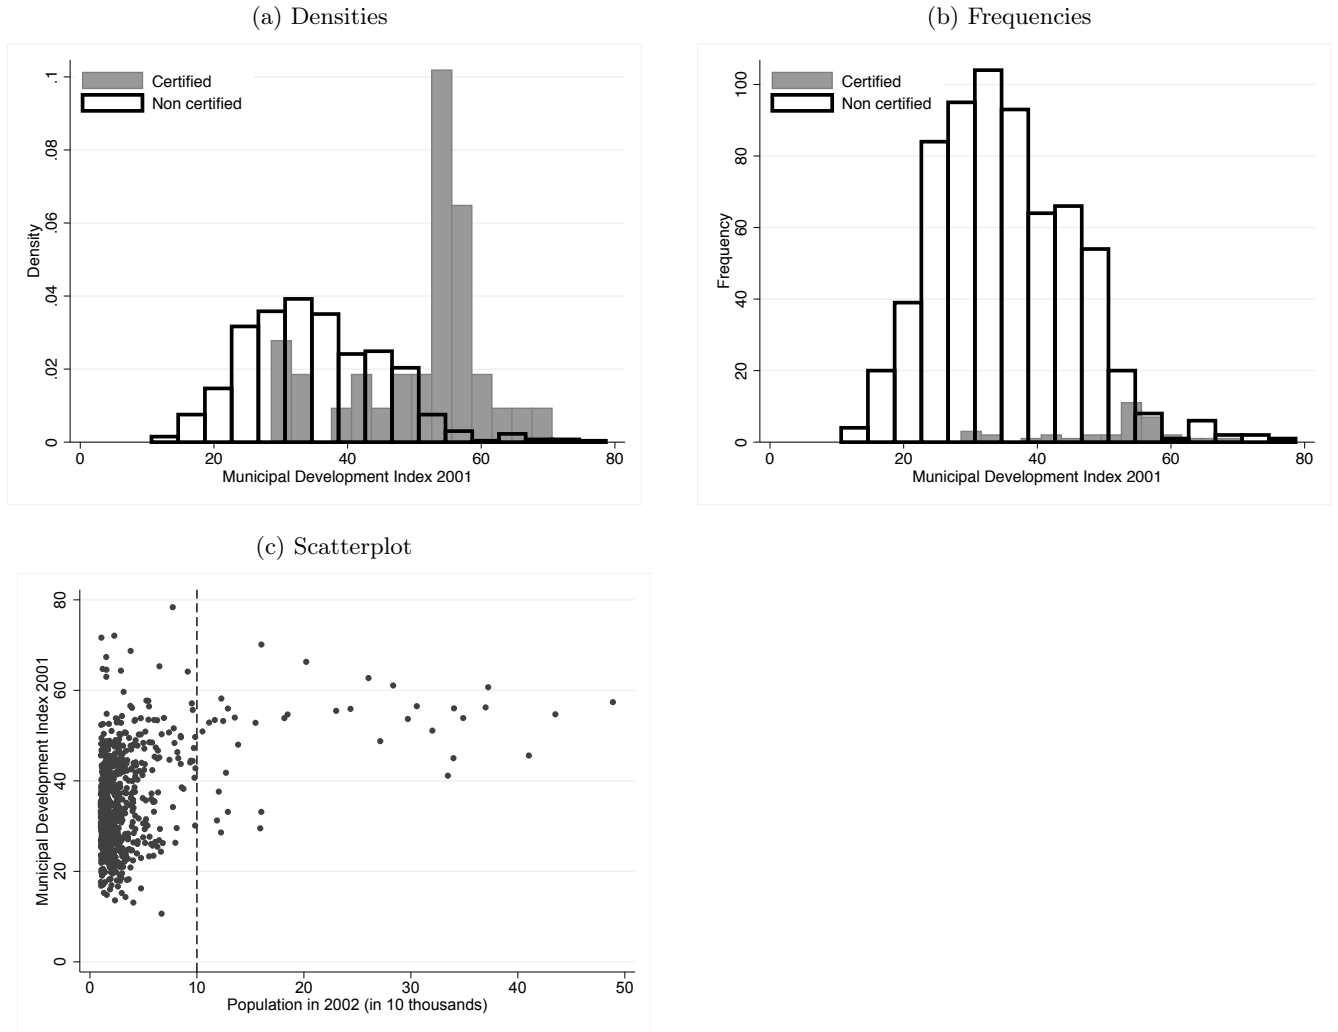 (a) Densities
(b) Frequencies
Certified
Non certified
Density
0
.02
.04
.06
.08
.1
0
20
40
60
80
Municipal Development Index 2001
Certified
Non certified
Frequency
0
20
40
60
80
100
0
20
40
60
80
Municipal Development Index 2001
(c) Scatterplot
Municipal Development Index 2001
0
20
40
60
80
0
10
20
30
40
50
Population in 2002 (in 10 thousands)